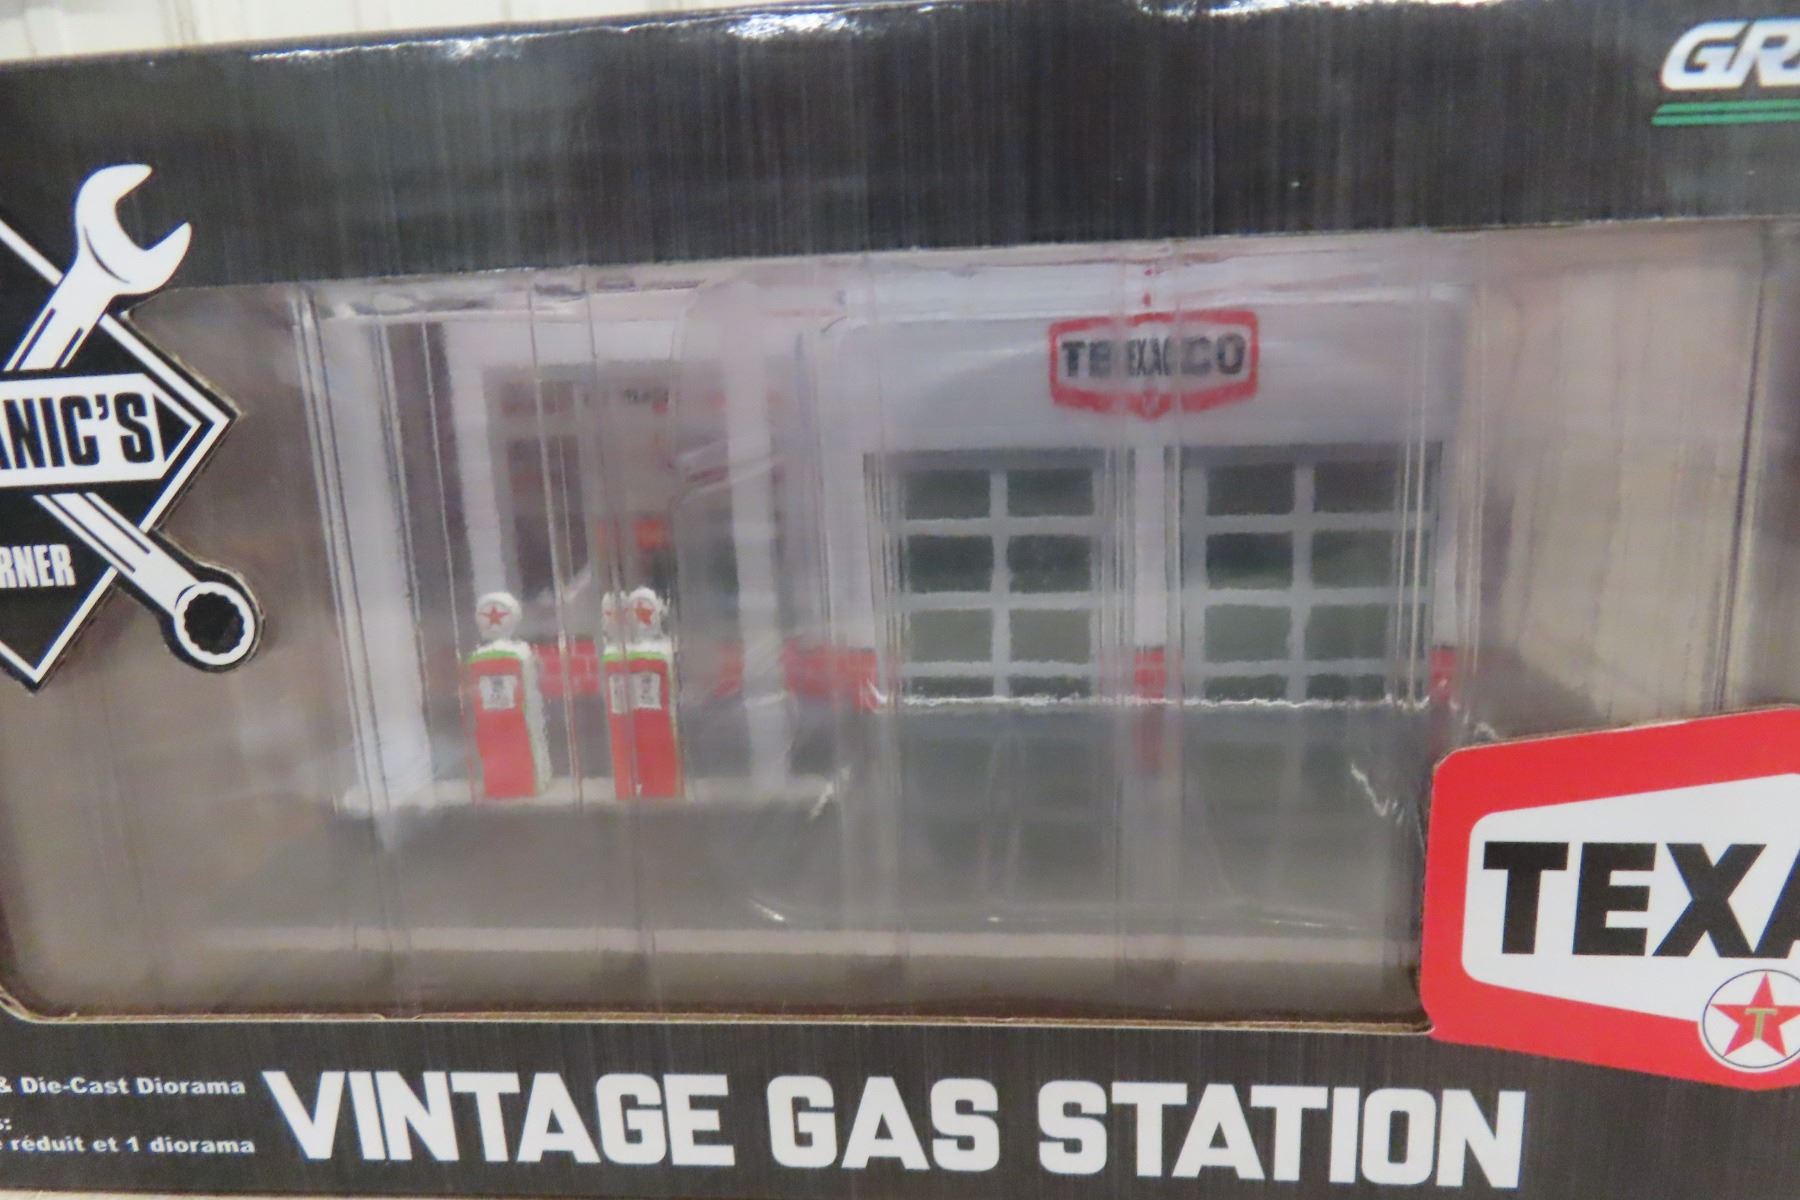 GR
ANIC'S
RNER
TEXACO
TEXA
T
& Die-Cast Diorama
s:
réduit et 1 diorama
VINTAGE GAS STATION